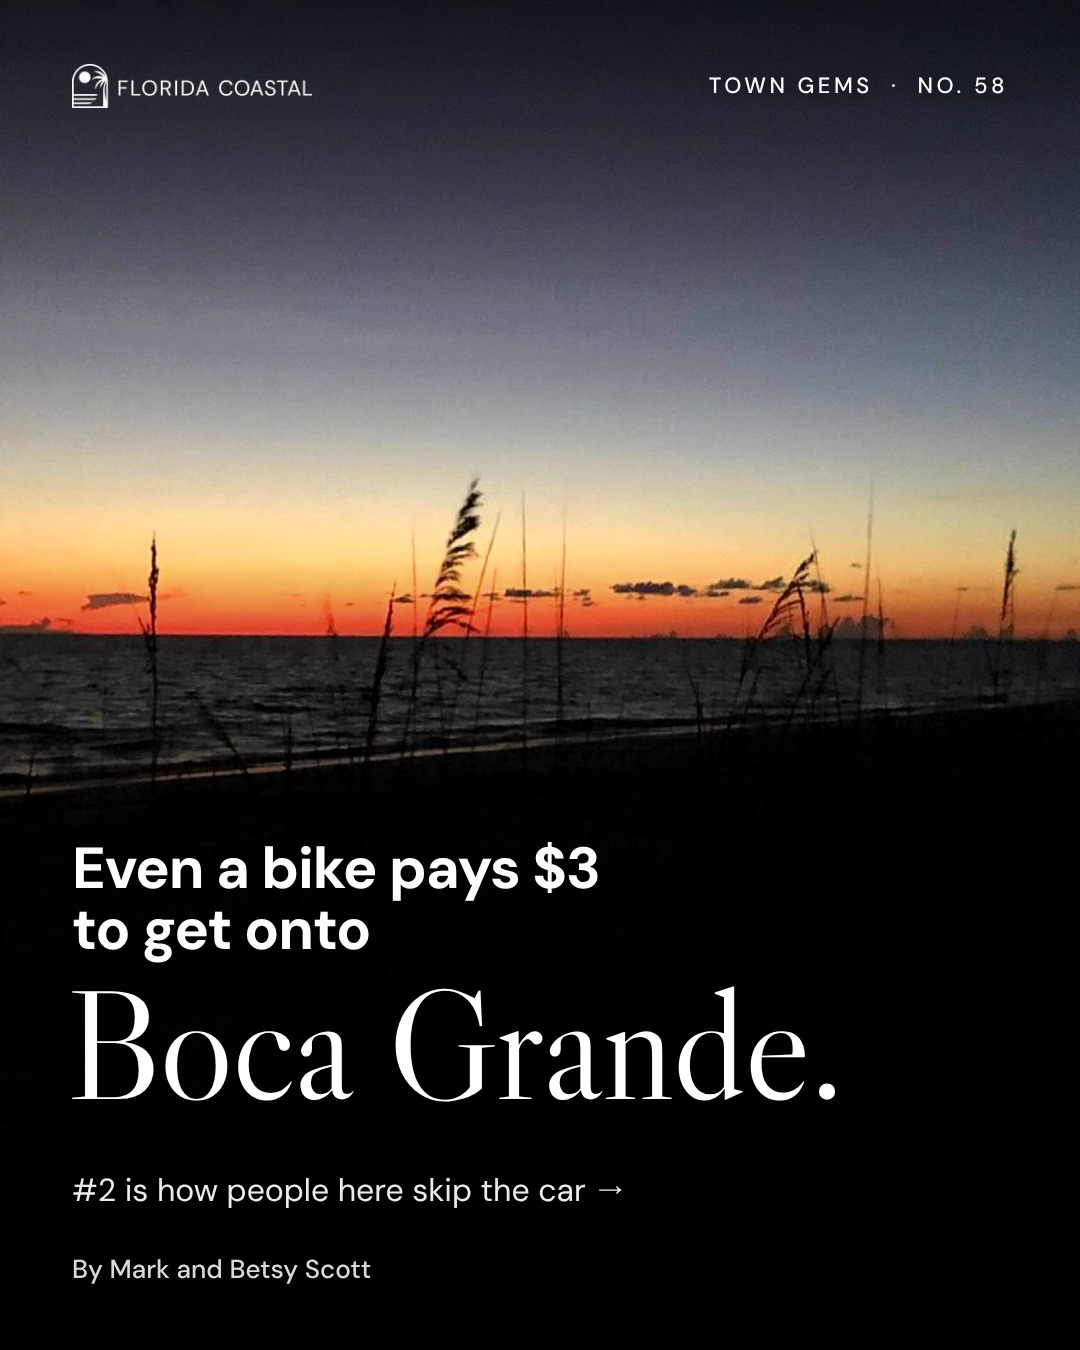 FLORIDA COASTAL
TOWN GEMS · NO. 58
Even a bike pays $3
to get onto
Boca Grande.
#2 is how people here skip the car →
By Mark and Betsy Scott